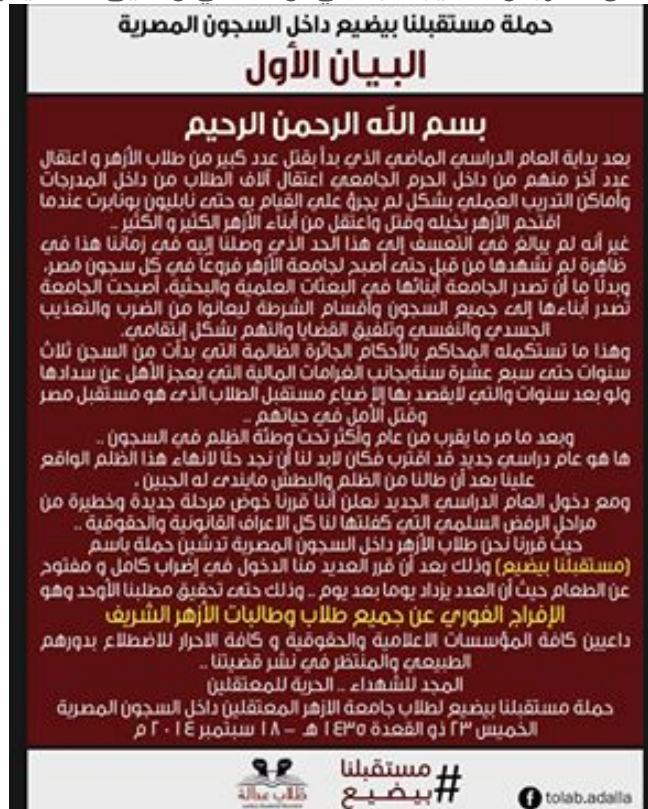 حملة مستقبلنا بيضيع داخل السجون المصرية
البيان الأول
بسم الله الرحمن الرحيم
بعد بداية العام الدراسي الماضي الذي بدأ بقتل عدد كبير من طلاب الأزهر و اعتقال
عدد آخر منهم من داخل الحرم الجامعي اعتقال آلاف الطلاب من داخل المدرجات
وأماكن التدريب العملي بشكل لم يجرؤ علي القيام به حتى نابليون بونابرت عندما
اقتحم الأزهر بخيله وقتل واعتقل من أبناء الأزهر الكثير و الكثير ..
غير أنه لم يبالغ في التعسف إلى هذا الحد الذي وصلنا إليه في زماننا هذا في
ظاهرة لم نشهدها من قبل حتى أصبح لجامعة الأزهر فروعا في كل سجون مصر،
وبدلًا ما أن تصدر الجامعة أبنائها في البعثات العلمية والبحثية، أصبحت الجامعة
تصدر أبناءها إلى جميع السجون وأقسام الشرطة ليعانوا من الضرب والتعذيب
الجسدي والنفسي وتلفيق القضايا والتهم بشكل إنتقامي.
وهذا ما تستكمله المحاكم بالأحكام الجائرة الظالمة التي بدأت من السجن ثلاث
سنوات حتى سبع عشرة سنةبجانب الغرامات المالية التي يعجز الأهل عن سدادها
ولو بعد سنوات والتي لايقصد بها إلا ضياع مستقبل الطلاب الذى هو مستقبل مصر
وقتل الأمل في حياتهم ..
وبعد ما مر ما يقرب من عام وأكثر تحت وطئة الظلم في السجون ..
ها هو عام دراسي جديد قد اقترب فكان لابد لنا أن نجد حلًا لانهاء هذا الظلم الواقع
علينا بعد أن طالنا من الظلم والبطش مايندى له الجبين ،
ومع دخول العام الدراسي الجديد نعلن أننا قررنا خوض مرحلة جديدة وخطيرة من
مراحل الرفض السلمي التي كفلتها لنا كل الاعراف القانونية والحقوقية ..
حيث قررنا نحن طلاب الأزهر داخل السجون المصرية تدشين حملة باسم
(مستقبلنا بيضيع) وذلك بعد أن قرر العديد منا الدخول في إضراب كامل و مفتوح
عن الطعام حيث أن العدد يزداد يوما بعد يوم .. وذلك حتى تحقيق مطلبنا الأوحد وهو
الإفراج الفوري عن جميع طلاب وطالبات الأزهر الشريف
داعيين كافة المؤسسات الاعلامية والحقوقية و كافة الاحرار للاضطلاع بدورهم
الطبيعي والمنتظر في نشر قضيتنا ..
المجد للشهداء .. الحرية للمعتقلين
حملة مستقبلنا بيضيع لطلاب جامعة الازهر المعتقلين داخل السجون المصرية
الخميس ٢٣ ذو القعدة ١٤٣٥ هـ – ١٨ سبتمبر ٢٠١٤ م
#مستقبلنا
بيضيع
طلاب عدالة
tolab.adalla